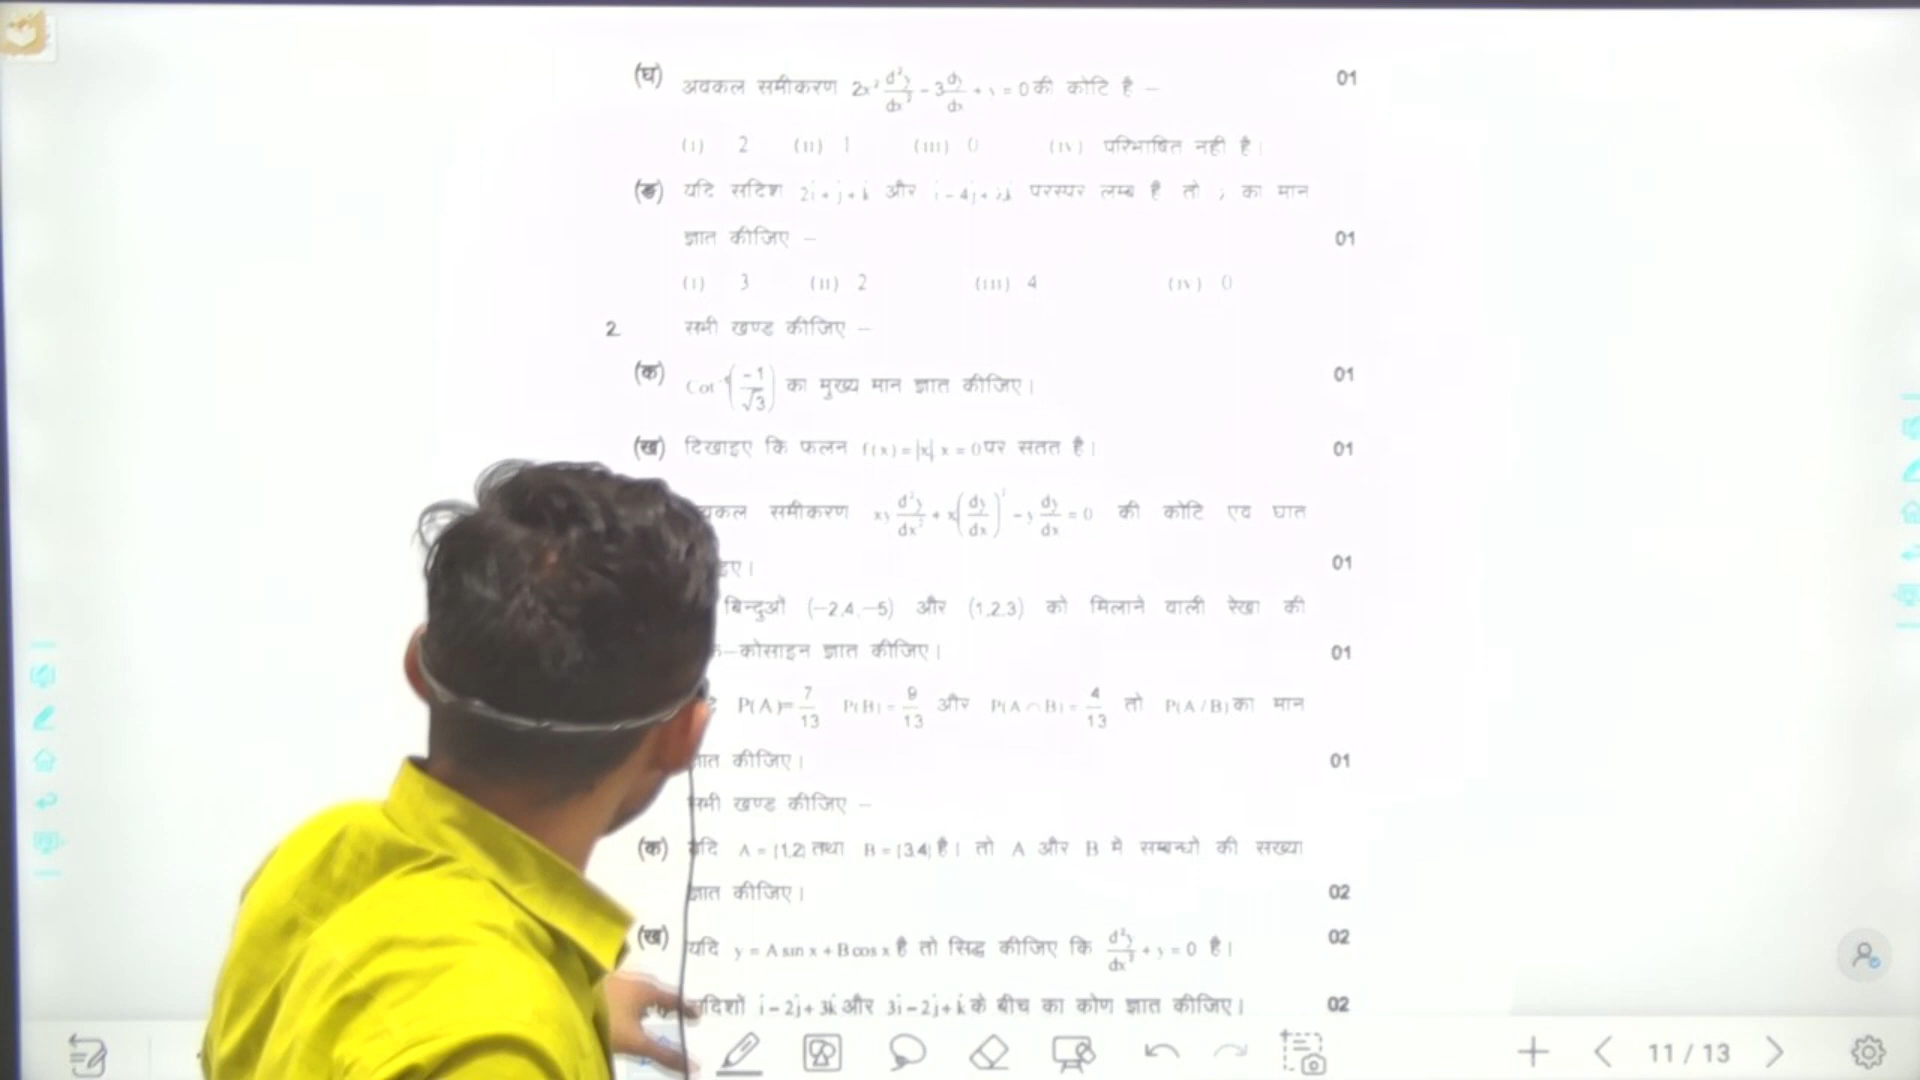 (घ) अवकल समीकरण 2x² d²y/dx² - 3 dy/dx + y = 0 की कोटि है – 01
(i) 2 (ii) 1 (iii) 0 (iv) परिभाषित नही है।
(ङ) यदि सदिश 2i + j + k और i - 4j + λk परस्पर लम्ब है तो λ का मान
ज्ञात कीजिए – 01
(i) 3 (ii) 2 (iii) 4 (iv) 0
2 सभी खण्ड कीजिए –
(क) Cot⁻¹(-1/√3) का मुख्य मान ज्ञात कीजिए। 01
(ख) दिखाइए कि फलन f(x) = |x| x = 0 पर सतत है। 01
समीकरण xy d²y/dx² + x(dy/dx)² - y dy/dx = 0 की कोटि एव घात
01
बिन्दुओ (−2,4,−5) और (1,2,3) को मिलाने वाली रेखा की
–कोसाइन ज्ञात कीजिए। 01
P(A)= 7/13 P(B) = 9/13 और P(A∩B) = 4/13 तो P(A/B) का मान
ज्ञात कीजिए। 01
सभी खण्ड कीजिए –
(क) यदि A = {1,2} तथा B = {3,4} है। तो A और B मे सम्बन्धो की सख्या
ज्ञात कीजिए। 02
(ख) यदि y = A sin x + B cos x है तो सिद्ध कीजिए कि d²y/dx² + y = 0 है। 02
सदिशों i - 2j + 3k और 3i - 2j + k के बीच का कोण ज्ञात कीजिए। 02
11 / 13